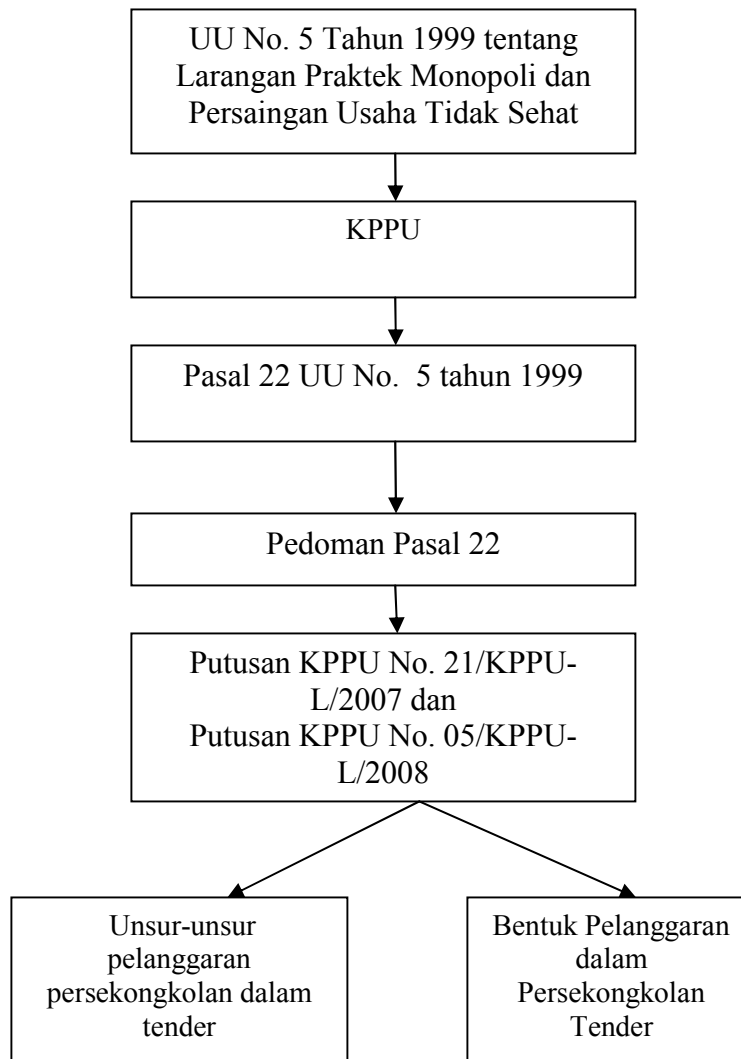 UU No. 5 Tahun 1999 tentang
Larangan Praktek Monopoli dan
Persaingan Usaha Tidak Sehat
KPPU
Pasal 22 UU No.  5 tahun 1999
Pedoman Pasal 22
Putusan KPPU No. 21/KPPU-
L/2007 dan
Putusan KPPU No. 05/KPPU-
L/2008
Unsur-unsur
pelanggaran
persekongkolan dalam
tender
Bentuk Pelanggaran
dalam
Persekongkolan
Tender